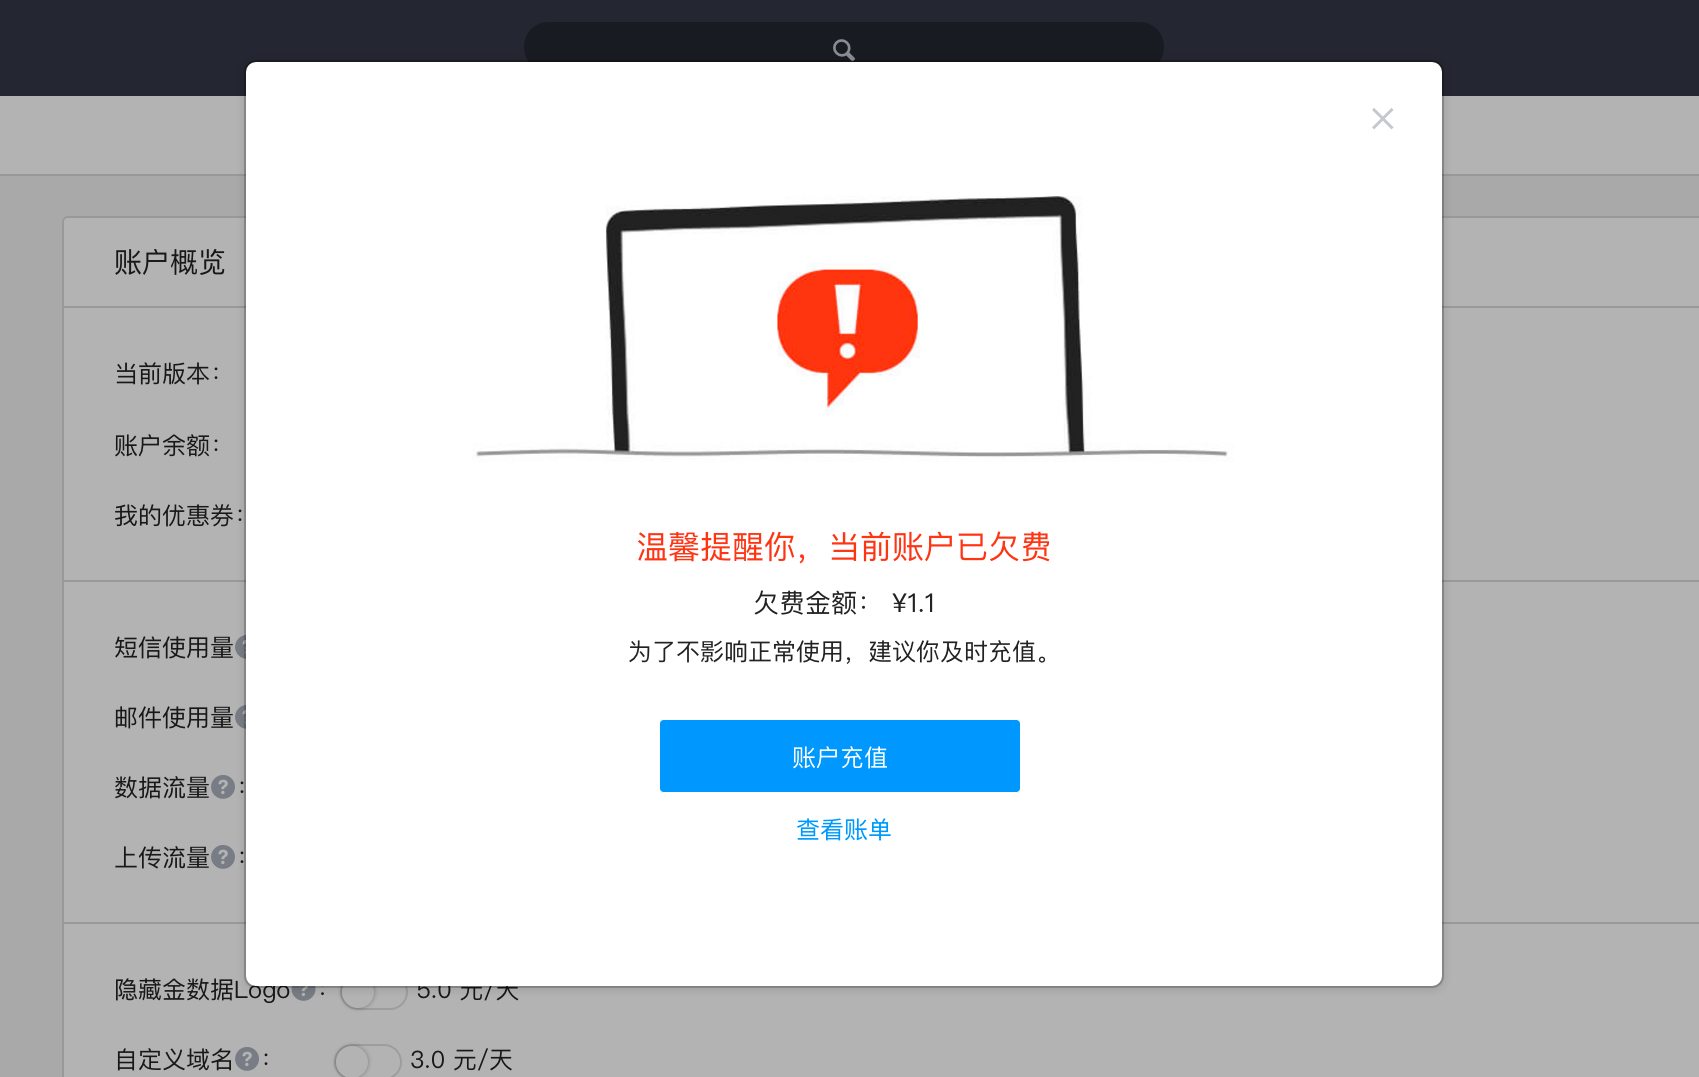 账户概览
当前版本：
账户余额：
我的优惠券：
温馨提醒你，当前账户已欠费
欠费金额： ¥1.1
为了不影响正常使用，建议你及时充值。
账户充值
查看账单
短信使用量
邮件使用量
数据流量?：
上传流量?：
隐藏金数据Logo?： 5.0 元/天
自定义域名?： 3.0 元/天